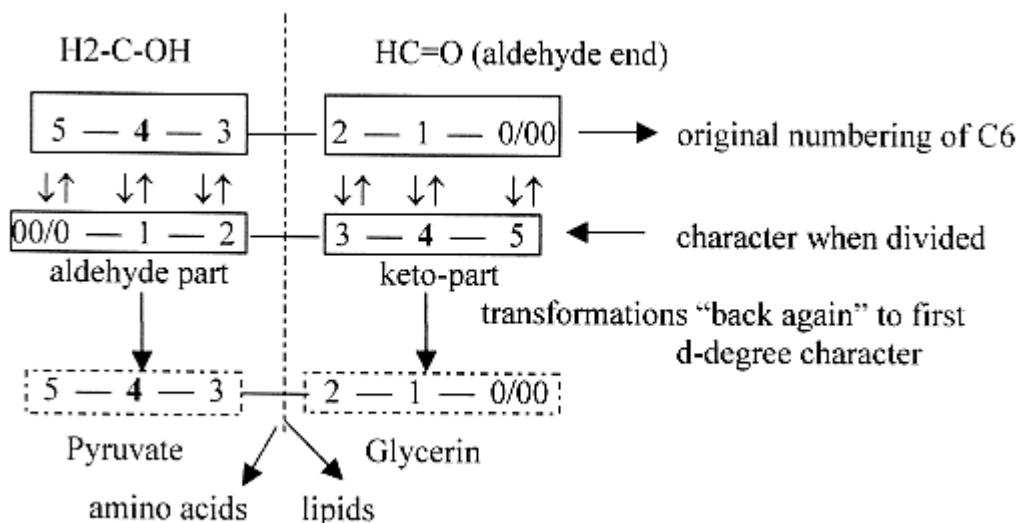 H2-C-OH HC=O (aldehyde end)
5 — 4 — 3 — 2 — 1 — 0/00 → original numbering of C6
↓↑ ↓↑ ↓↑ ↓↑ ↓↑ ↓↑
00/0 — 1 — 2 — 3 — 4 — 5 ← character when divided
aldehyde part keto-part
transformations “back again” to first
d-degree character
5 — 4 — 3 — 2 — 1 — 0/00
Pyruvate Glycerin
amino acids lipids